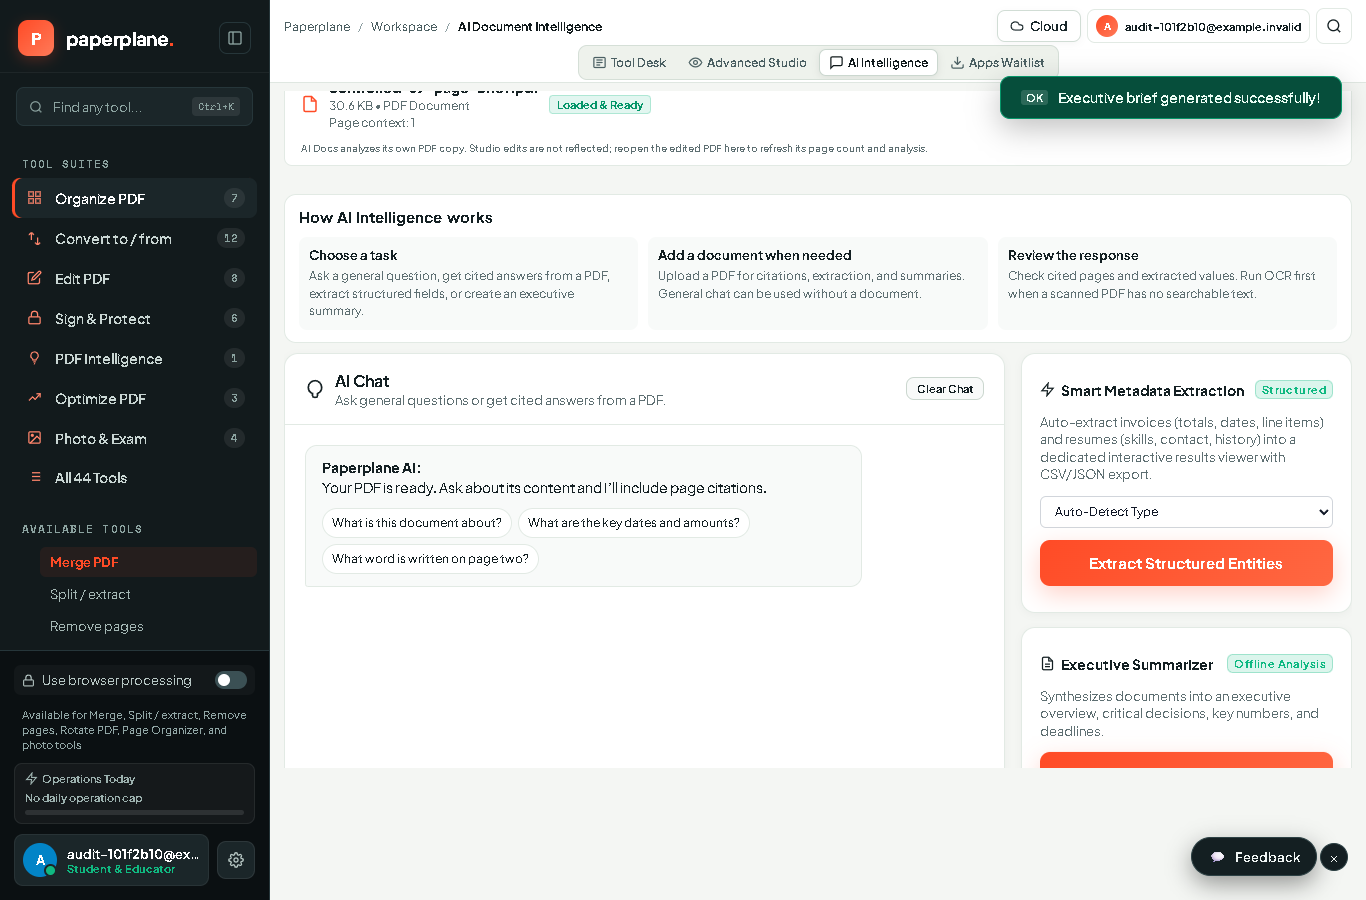 P paperplane.
Find any tool... Ctrl+K
TOOL SUITES
Organize PDF 7
Convert to / from 12
Edit PDF 8
Sign & Protect 6
PDF Intelligence 1
Optimize PDF 3
Photo & Exam 4
All 44 Tools
AVAILABLE TOOLS
Merge PDF
Split / extract
Remove pages
Use browser processing
Available for Merge, Split / extract, Remove
pages, Rotate PDF, Page Organizer, and
photo tools
Operations Today
No daily operation cap
A audit-101f2b10@ex...
Student & Educator
Paperplane / Workspace / AI Document Intelligence
Cloud
A audit-101f2b10@example.invalid
Tool Desk Advanced Studio AI Intelligence Apps Waitlist
OK Executive brief generated successfully!
30.6 KB • PDF Document
Page context: 1
Loaded & Ready
AI Docs analyzes its own PDF copy. Studio edits are not reflected; reopen the edited PDF here to refresh its page count and analysis.
How AI Intelligence works
Choose a task
Ask a general question, get cited answers from a PDF,
extract structured fields, or create an executive
summary.
Add a document when needed
Upload a PDF for citations, extraction, and summaries.
General chat can be used without a document.
Review the response
Check cited pages and extracted values. Run OCR first
when a scanned PDF has no searchable text.
AI Chat
Ask general questions or get cited answers from a PDF.
Clear Chat
Paperplane AI:
Your PDF is ready. Ask about its content and I'll include page citations.
What is this document about? What are the key dates and amounts?
What word is written on page two?
Smart Metadata Extraction Structured
Auto-extract invoices (totals, dates, line items)
and resumes (skills, contact, history) into a
dedicated interactive results viewer with
CSV/JSON export.
Auto-Detect Type
Extract Structured Entities
Executive Summarizer Offline Analysis
Synthesizes documents into an executive
overview, critical decisions, key numbers, and
deadlines.
Feedback ×